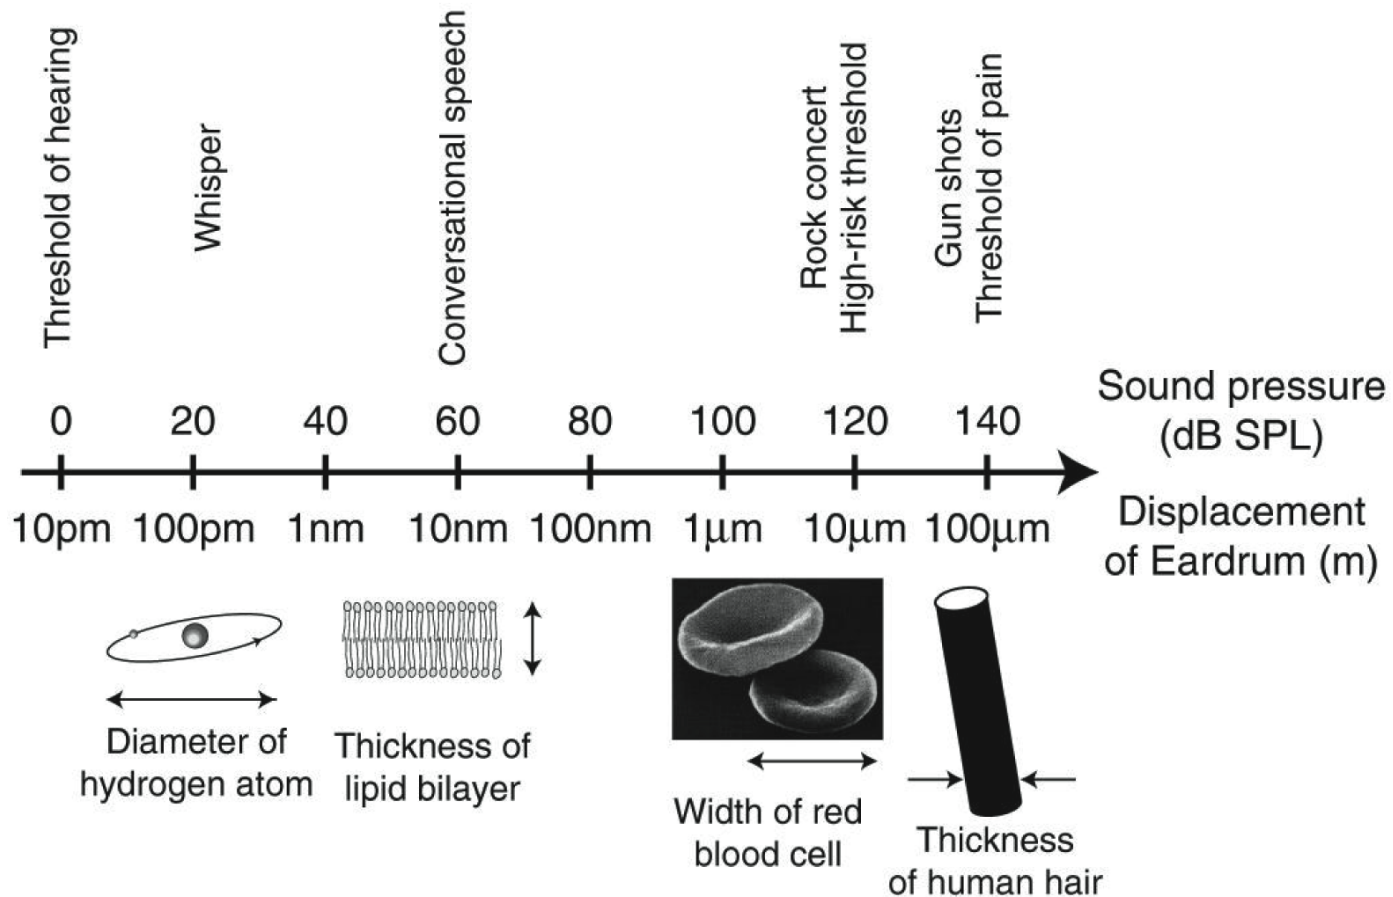 Threshold of hearing
Whisper
Conversational speech
Rock concert
High-risk threshold
Gun shots
Threshold of pain
0 20 40 60 80 100 120 140
Sound pressure
(dB SPL)
10pm 100pm 1nm 10nm 100nm 1μm 10μm 100μm
Displacement
of Eardrum (m)
Diameter of
hydrogen atom
Thickness of
lipid bilayer
Width of red
blood cell
Thickness
of human hair